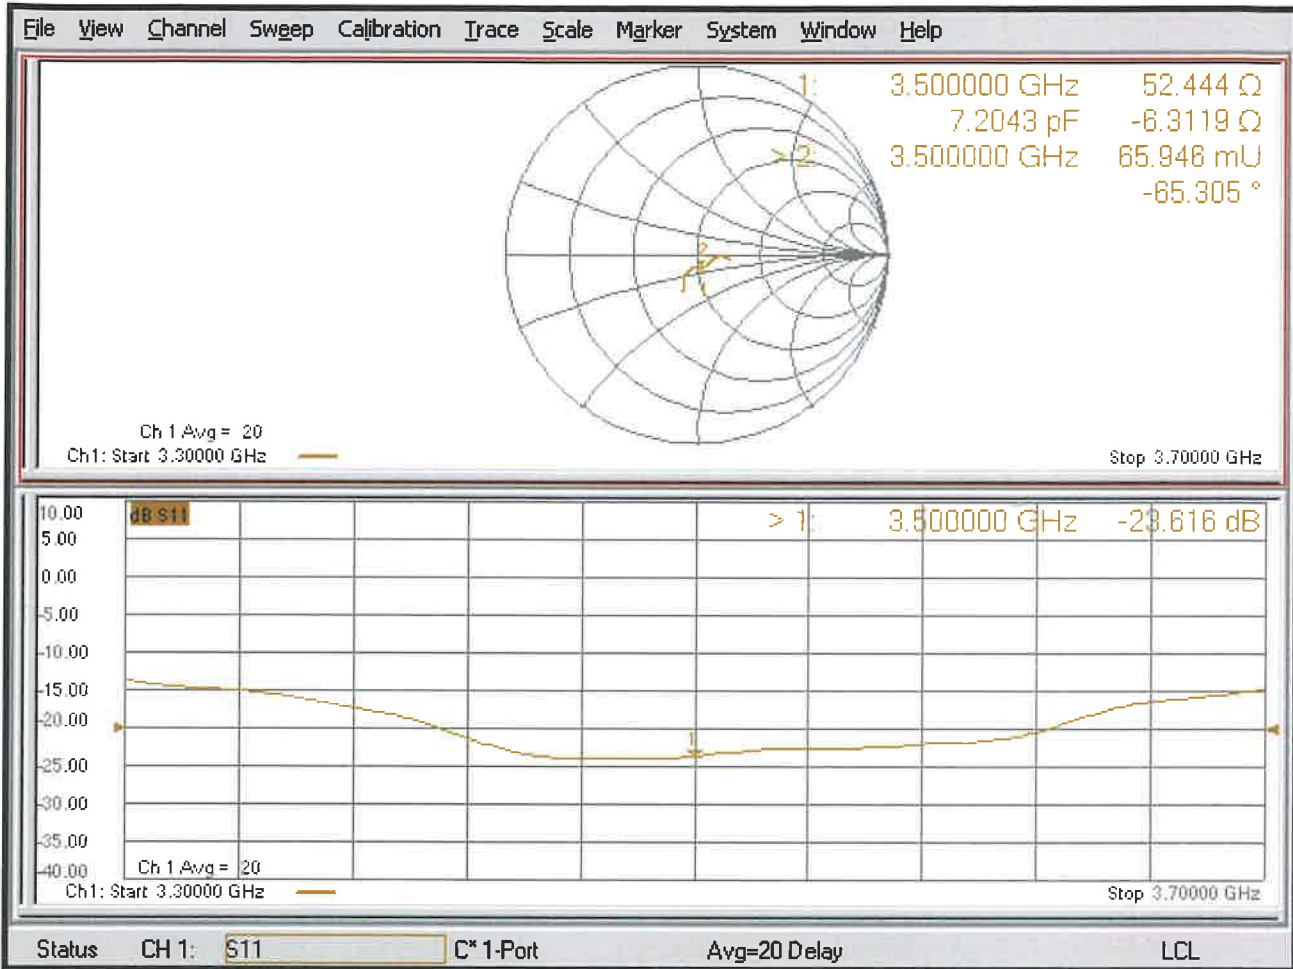 File View Channel Sweep Calibration Trace Scale Marker System Window Help
1: 3.500000 GHz 52.444 Ω
7.2043 pF -6.3119 Ω
> 2: 3.500000 GHz 65.946 mU
-65.305 °
2
1
Ch 1 Avg = 20
Ch1: Start 3.30000 GHz
Stop 3.70000 GHz
10.00
dB S11
> 1: 3.500000 GHz -23.616 dB
5.00
0.00
-5.00
-10.00
-15.00
-20.00
1
-25.00
-30.00
-35.00
-40.00
Ch 1 Avg = 20
Ch1: Start 3.30000 GHz
Stop 3.70000 GHz
Status CH 1: S11 C* 1-Port Avg=20 Delay LCL